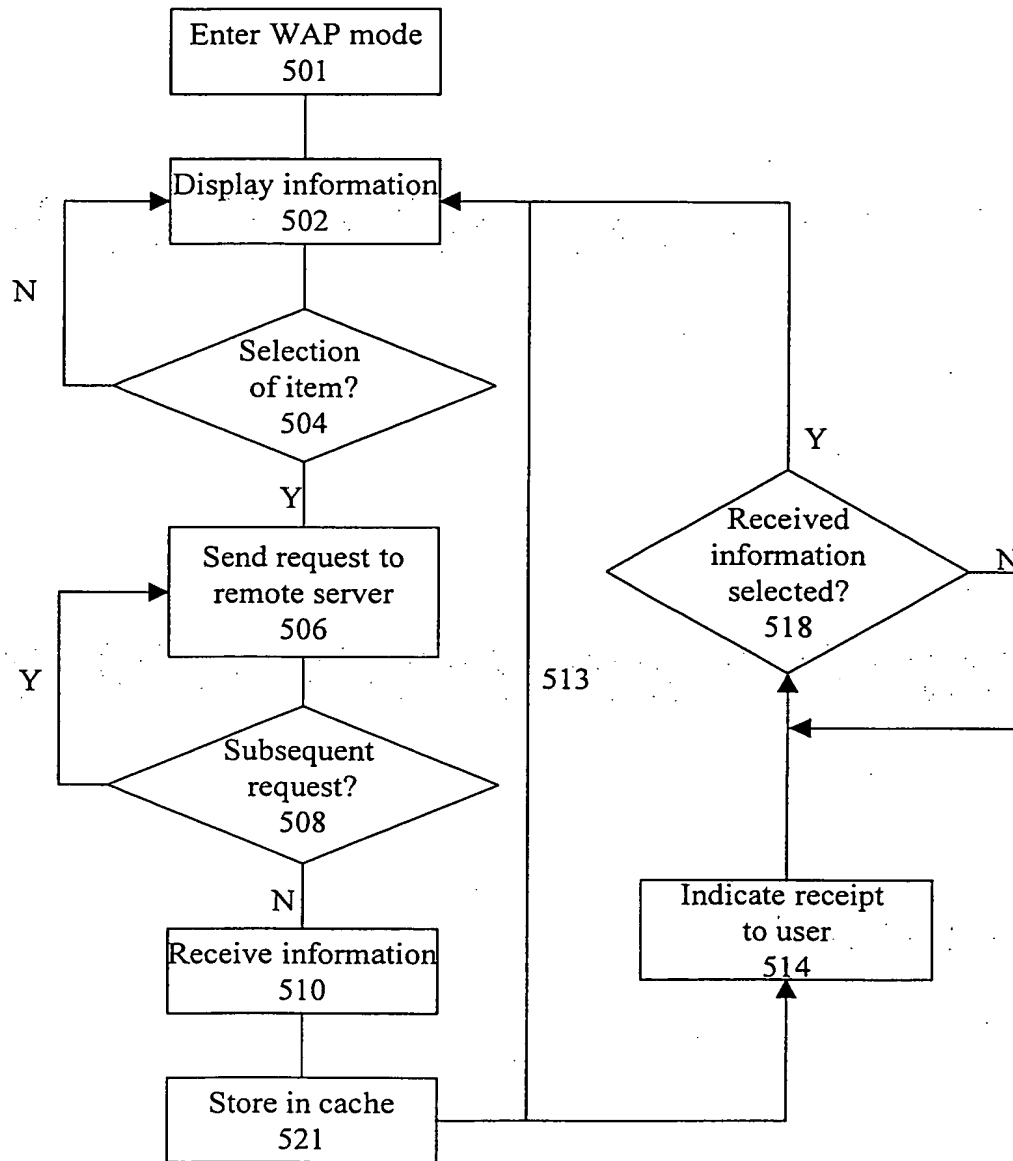 Enter WAP mode
501
Display information
502
N
Selection
of item?
504
Y
Send request to
remote server
506
Y
Subsequent
request?
508
N
Receive information
510
Store in cache
521
513
Y
Received
information
selected?
518
N
Indicate receipt
to user
514